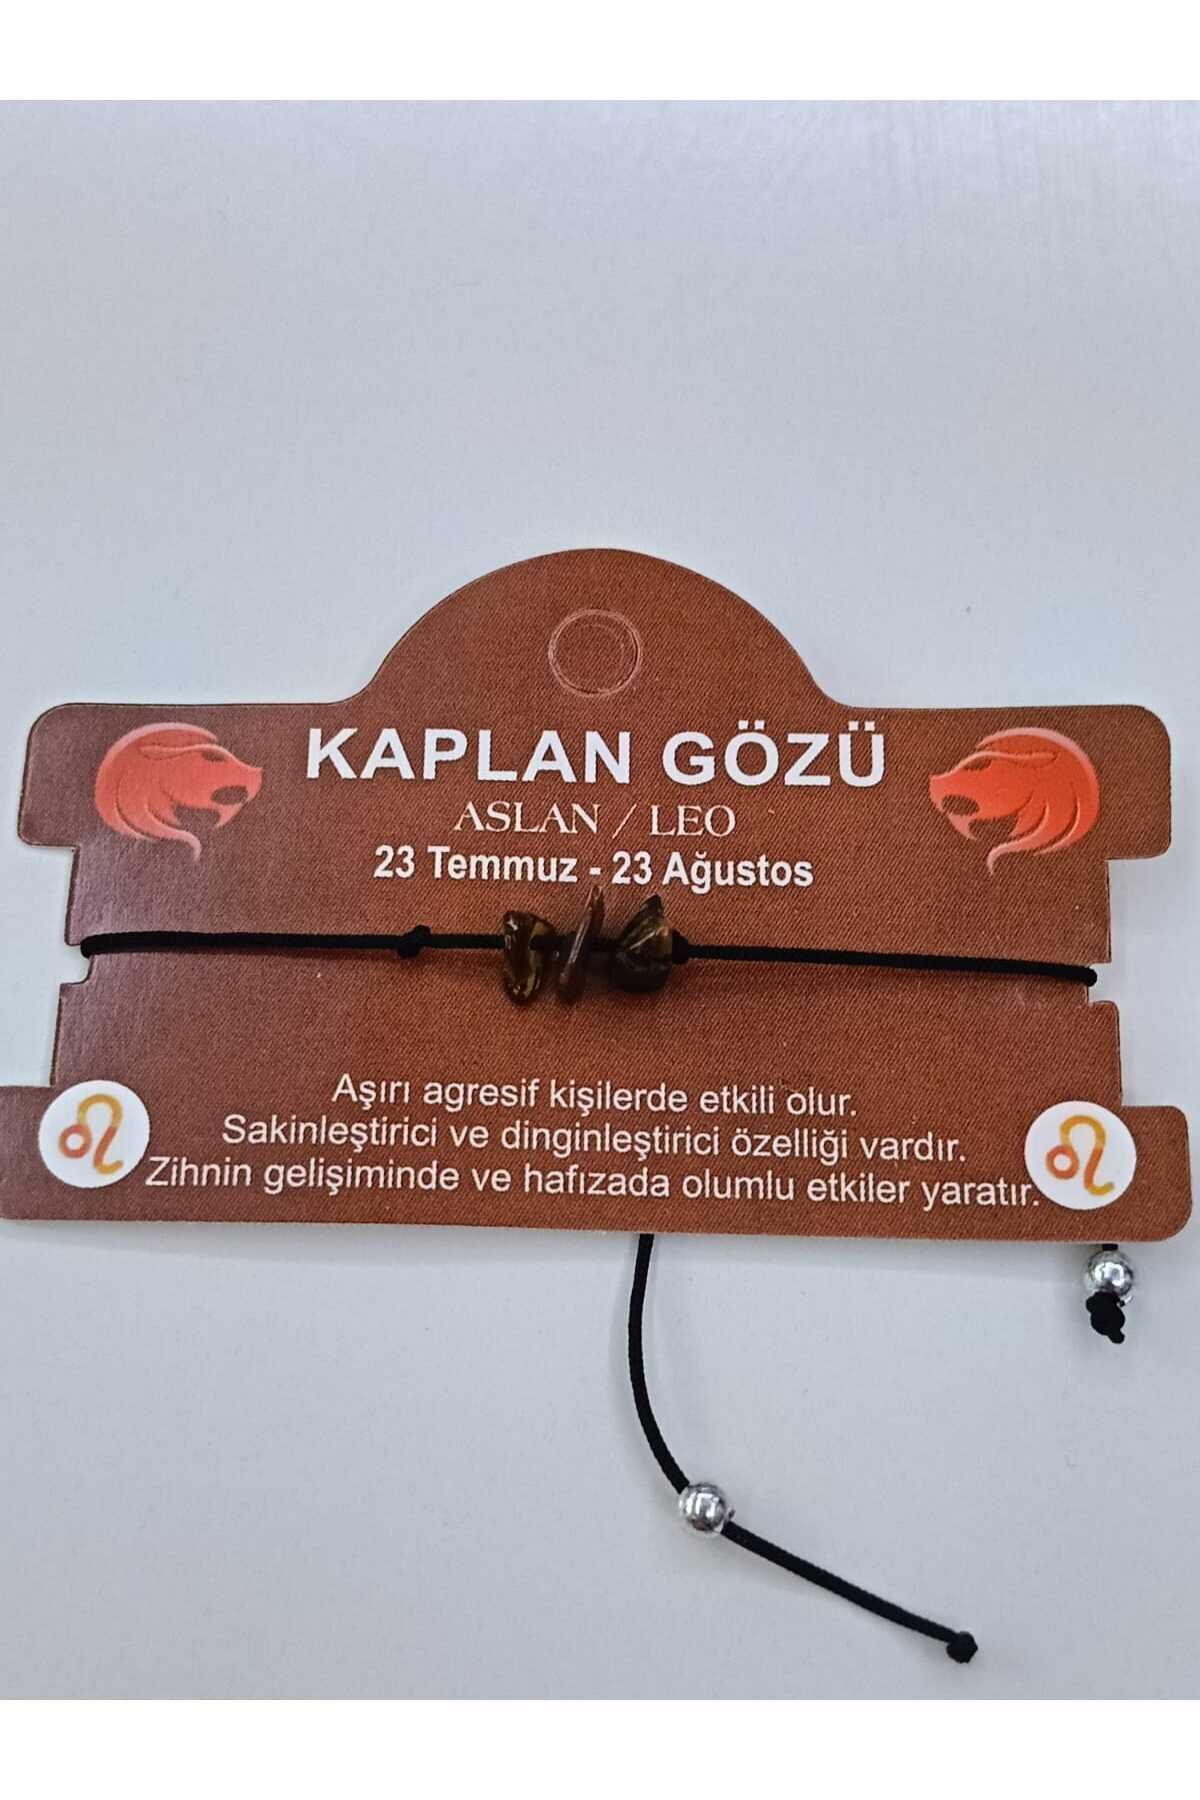 KAPLAN GÖZÜ
ASLAN / LEO
23 Temmuz - 23 Ağustos
Aşırı agresif kişilerde etkili olur.
Sakinleştirici ve dinginleştirici özelliği vardır.
Zihnin gelişiminde ve hafızada olumlu etkiler yaratır.